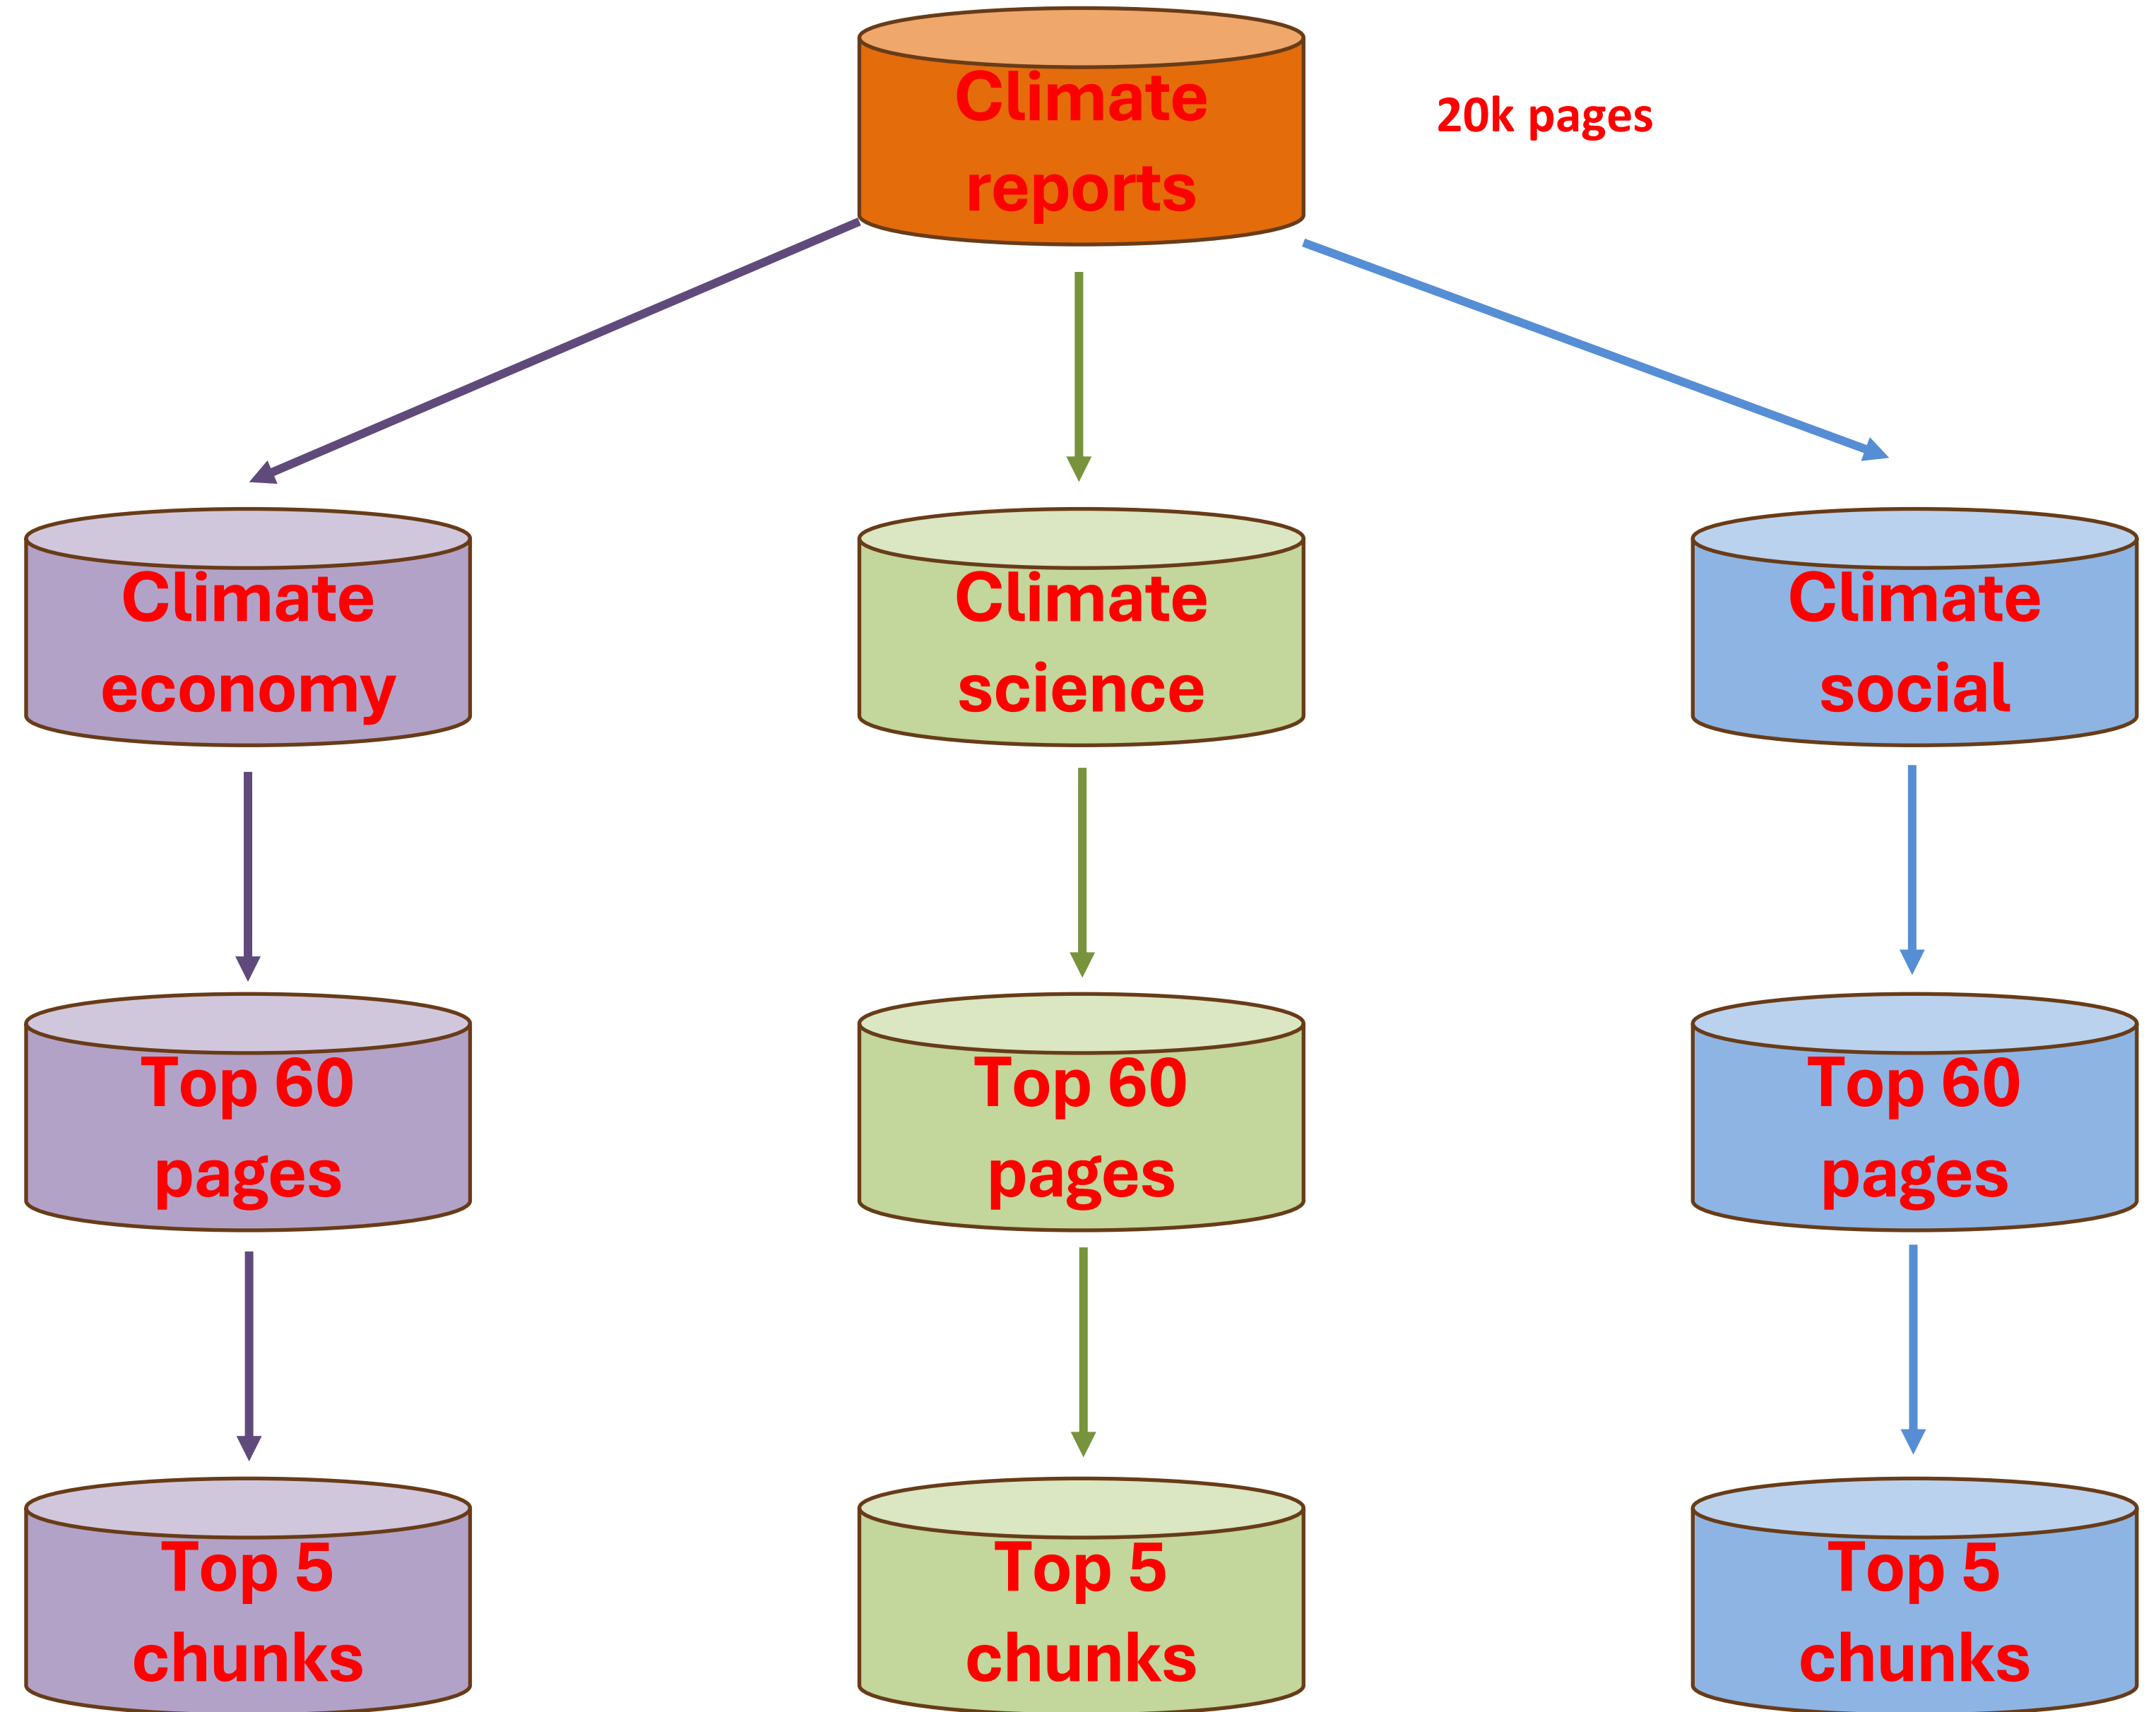 Climate
reports
20k pages
Climate
economy
Climate
science
Climate
social
Top 60
pages
Top 60
pages
Top 60
pages
Top 5
chunks
Top 5
chunks
Top 5
chunks